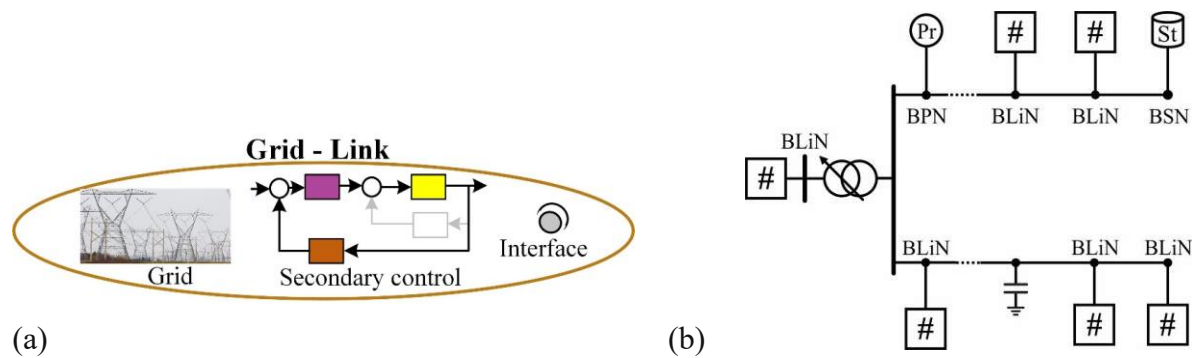 Grid - Link
Grid
Secondary control
Interface
(a)
Pr # # St
BPN BLiN BLiN BSN
BLiN
#
BLiN BLiN BLiN
# # #
(b)